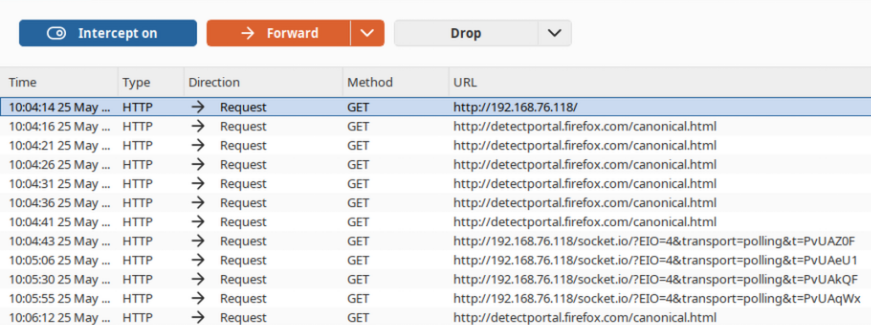 Intercept on Forward Drop
Time Type Direction Method URL
10:04:14 25 May ... HTTP → Request GET http://192.168.76.118/
10:04:16 25 May ... HTTP → Request GET http://detectportal.firefox.com/canonical.html
10:04:21 25 May ... HTTP → Request GET http://detectportal.firefox.com/canonical.html
10:04:26 25 May ... HTTP → Request GET http://detectportal.firefox.com/canonical.html
10:04:31 25 May ... HTTP → Request GET http://detectportal.firefox.com/canonical.html
10:04:36 25 May ... HTTP → Request GET http://detectportal.firefox.com/canonical.html
10:04:41 25 May ... HTTP → Request GET http://detectportal.firefox.com/canonical.html
10:04:43 25 May ... HTTP → Request GET http://192.168.76.118/socket.io/?EIO=4&transport=polling&t=PvUAZ0F
10:05:06 25 May ... HTTP → Request GET http://192.168.76.118/socket.io/?EIO=4&transport=polling&t=PvUAeU1
10:05:30 25 May ... HTTP → Request GET http://192.168.76.118/socket.io/?EIO=4&transport=polling&t=PvUAkQF
10:05:55 25 May ... HTTP → Request GET http://192.168.76.118/socket.io/?EIO=4&transport=polling&t=PvUAqWx
10:06:12 25 May ... HTTP → Request GET http://detectportal.firefox.com/canonical.html